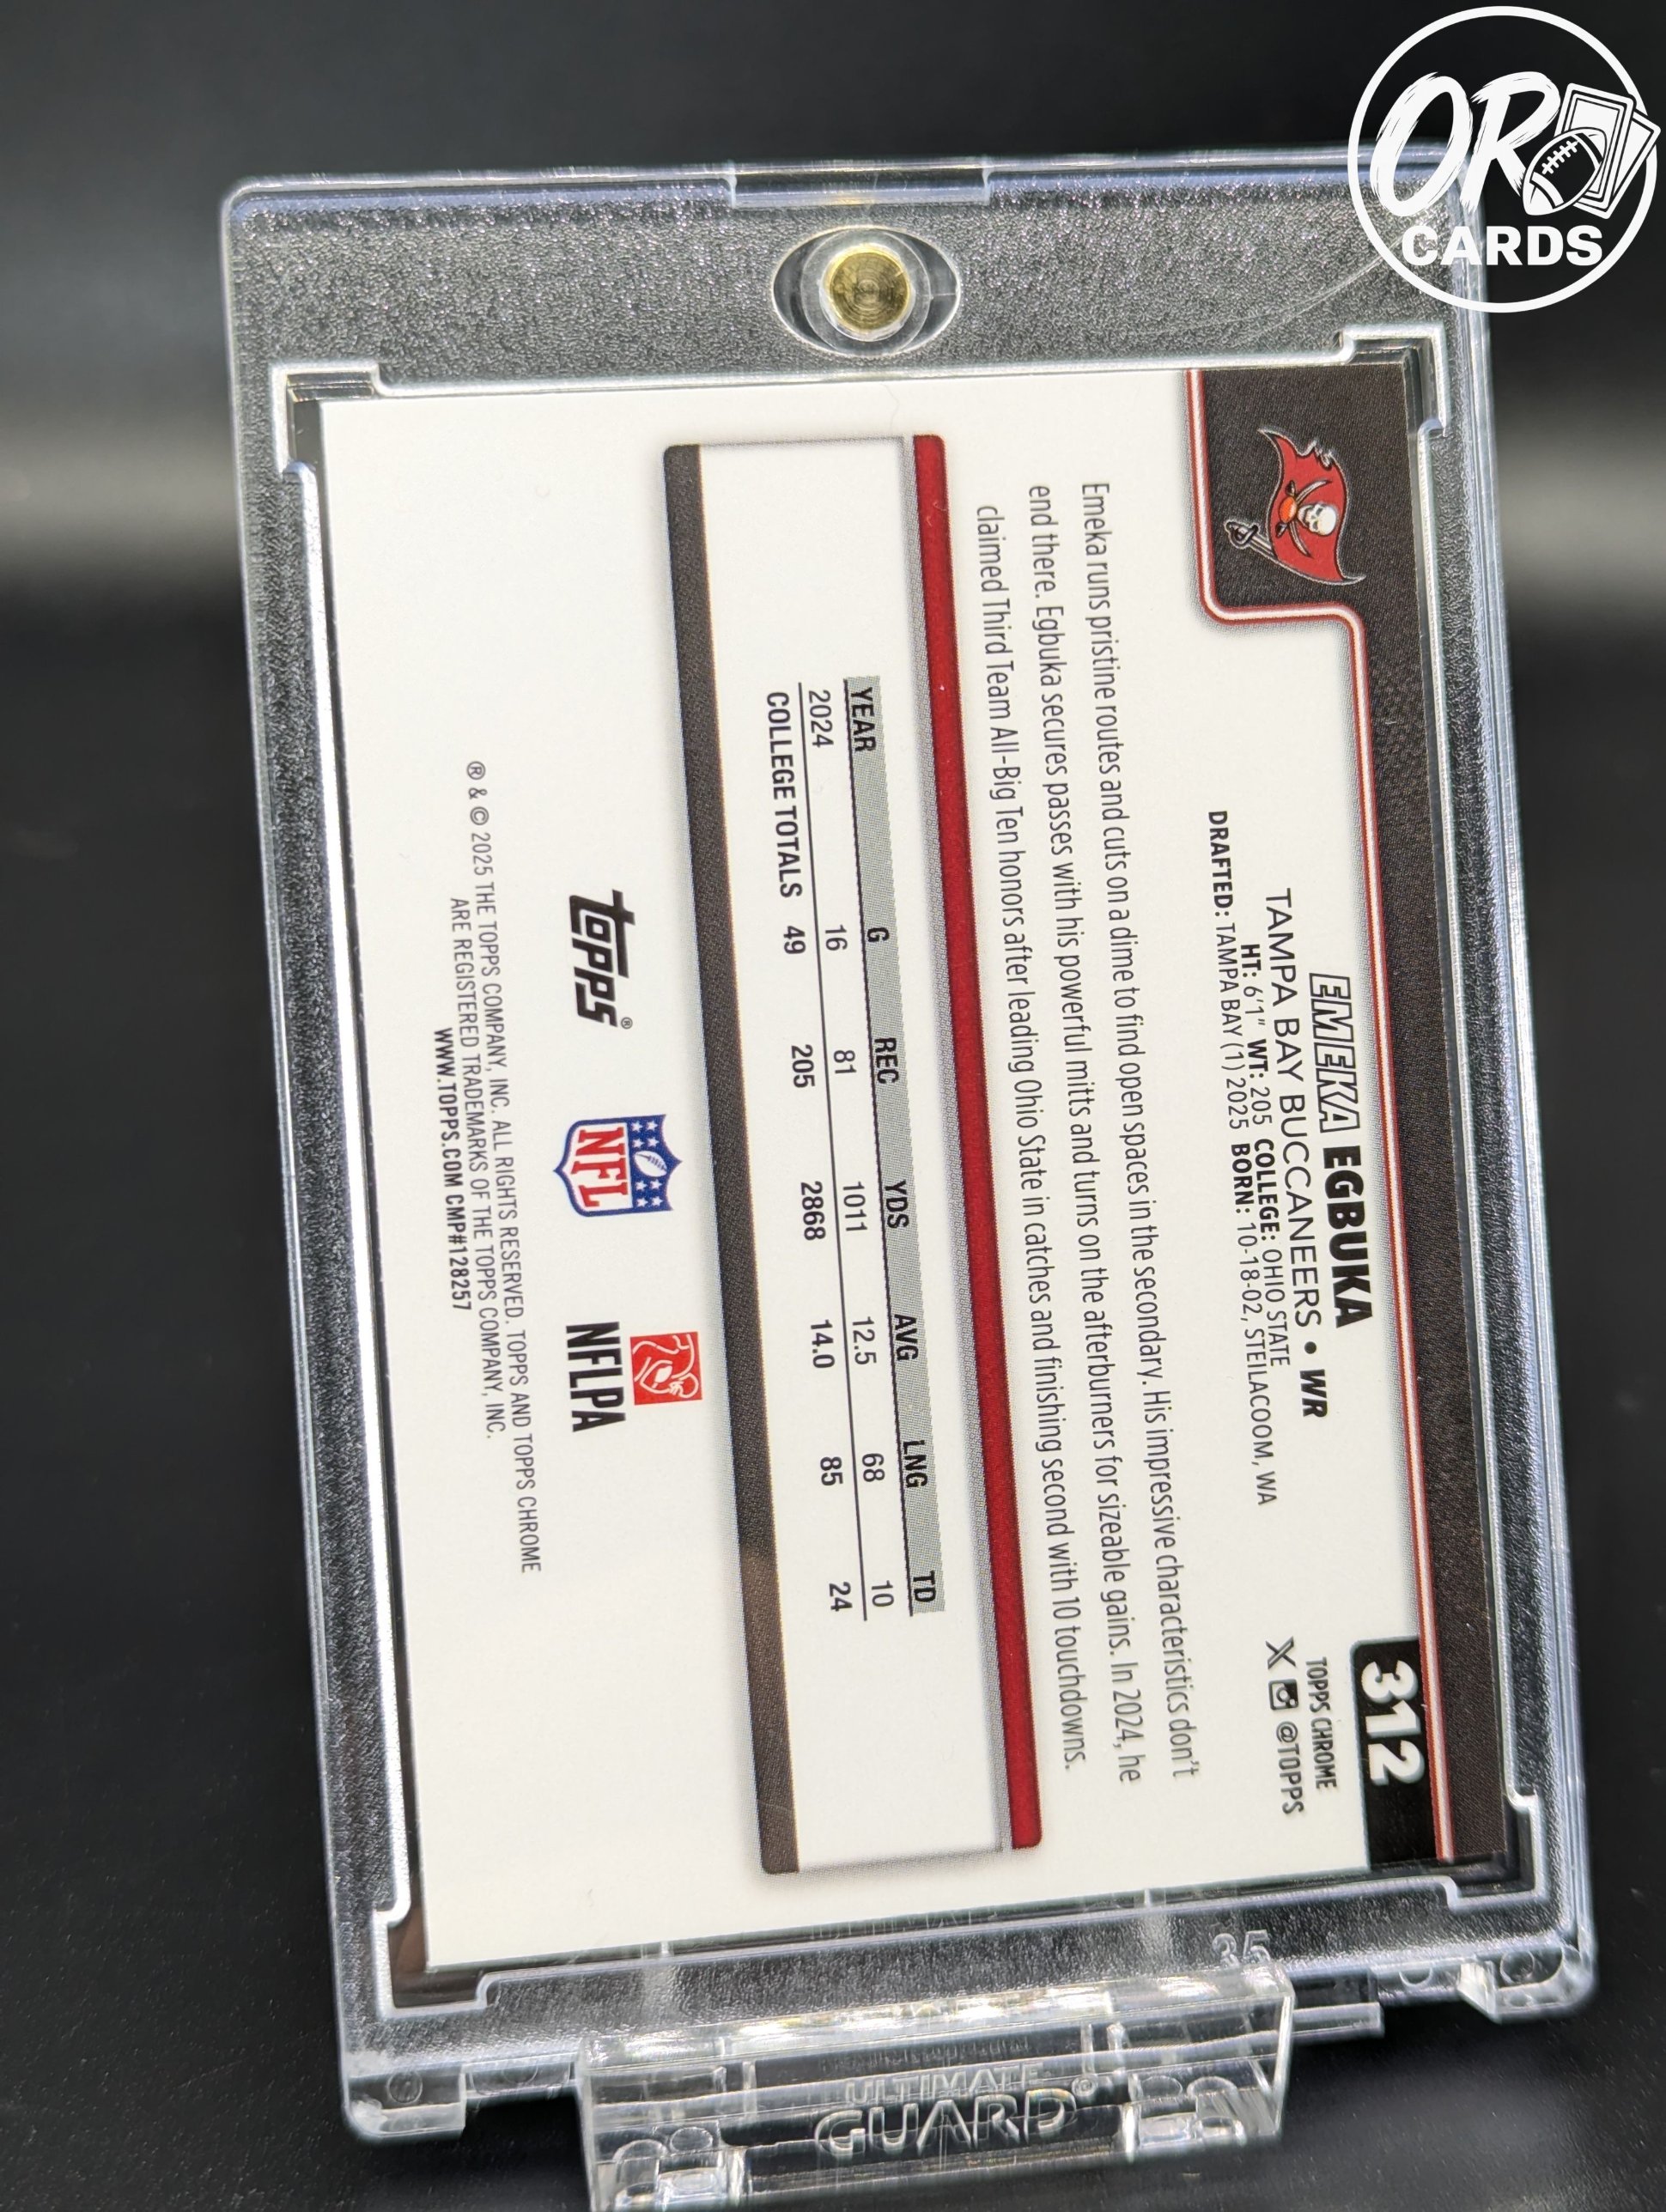 OR
CARDS
312
TOPPS CHROME
X @TOPPS
EMEKA EGBUKA
TAMPA BAY BUCCANEERS • WR
HT: 6'1" WT: 205 COLLEGE: OHIO STATE
DRAFTED: TAMPA BAY (1) 2025 BORN: 10-18-02, STEILACOOM, WA
Emeka runs pristine routes and cuts on a dime to find open spaces in the secondary. His impressive characteristics don't
end there. Egbuka secures passes with his powerful mitts and turns on the afterburners for sizeable gains. In 2024, he
claimed Third Team All-Big Ten honors after leading Ohio State in catches and finishing second with 10 touchdowns.
YEAR G REC YDS AVG LNG TD
2024 16 81 1011 12.5 68 10
COLLEGE TOTALS 49 205 2868 14.0 85 24
topps® NFL NFLPA
® & © 2025 THE TOPPS COMPANY, INC. ALL RIGHTS RESERVED. TOPPS AND TOPPS CHROME
ARE REGISTERED TRADEMARKS OF THE TOPPS COMPANY, INC.
WWW.TOPPS.COM CMP#128257
35
ULTIMATE
GUARD®